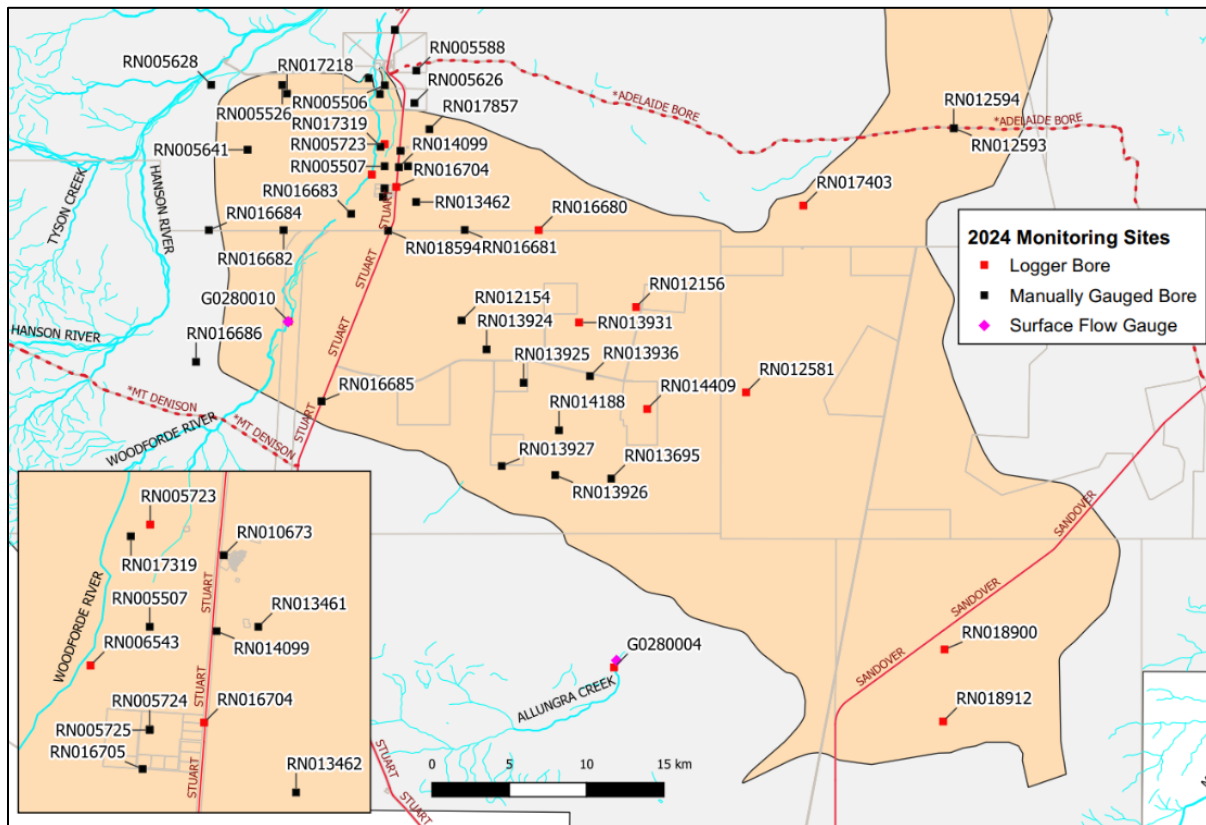 RN005588
RN017218
RN005628
RN005626
*ADELAIDE BORE
RN005526
RN005506
RN017857
RN012594
*ADELAIDE BORE
RN017319
RN012593
RN005723
RN014099
RN005641
RN005507
RN016704
HANSON RIVER
TYSON CREEK
RN016683
RN017403
RN013462
STUART
RN016684
RN016680
RN016682
RN018594
RN016681
2024 Monitoring Sites
Logger Bore
Manually Gauged Bore
Surface Flow Gauge
STUART
G0280010
RN012154
RN012156
RN013924
RN013931
HANSON RIVER
RN016686
STUART
RN013925
RN013936
RN016685
RN012581
RN014409
*MT DENISON
RN014188
*MT DENISON
STUART
WOODFORDE RIVER
RN013927
RN013695
RN013926
SANDOVER
SANDOVER
SANDOVER
RN018900
RN018912
G0280004
ALLUNGRA CREEK
STUART
STUART
0 5 10 15 km
RN005723
RN010673
RN017319
STUART
RN005507
RN013461
WOODFORDE RIVER
RN006543
RN014099
STUART
RN005724
RN016704
RN005725
RN016705
STUART
RN013462